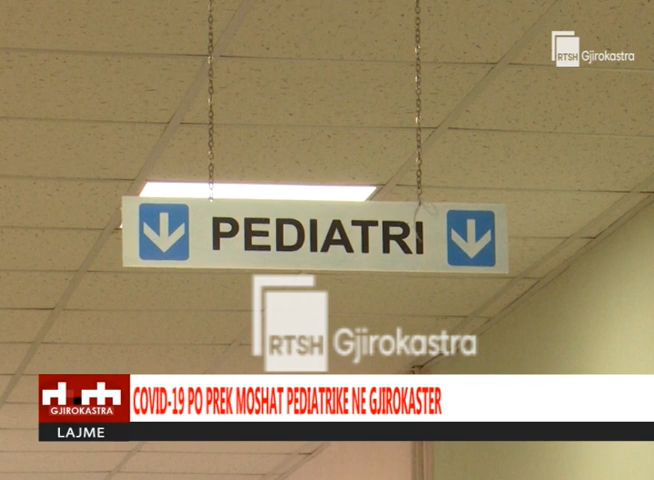 RTSH Gjirokastra
PEDIATRI
RTSH Gjirokastra
GJIROKASTRA
COVID-19 PO PREK MOSHAT PEDIATRIKE NE GJIROKASTER
LAJME